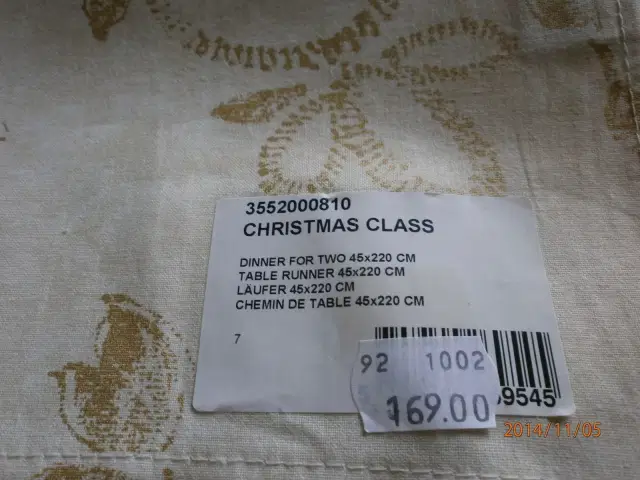 3552000810
CHRISTMAS CLASS
DINNER FOR TWO 45x220 CM
TABLE RUNNER 45x220 CM
LÄUFER 45x220 CM
CHEMIN DE TABLE 45x220 CM
7
92 1002
169.00
9545
2014/11/05